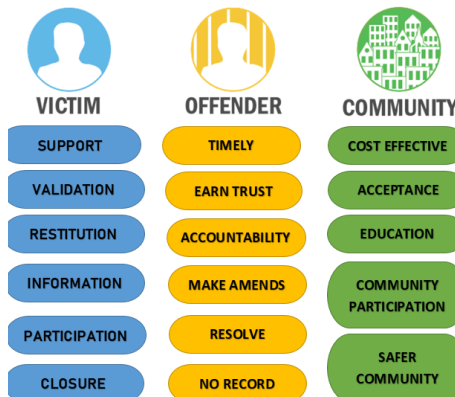 VICTIM
SUPPORT
VALIDATION
RESTITUTION
INFORMATION
PARTICIPATION
CLOSURE
OFFENDER
TIMELY
EARN TRUST
ACCOUNTABILITY
MAKE AMENDS
RESOLVE
NO RECORD
COMMUNITY
COST EFFECTIVE
ACCEPTANCE
EDUCATION
COMMUNITY
PARTICIPATION
SAFER
COMMUNITY